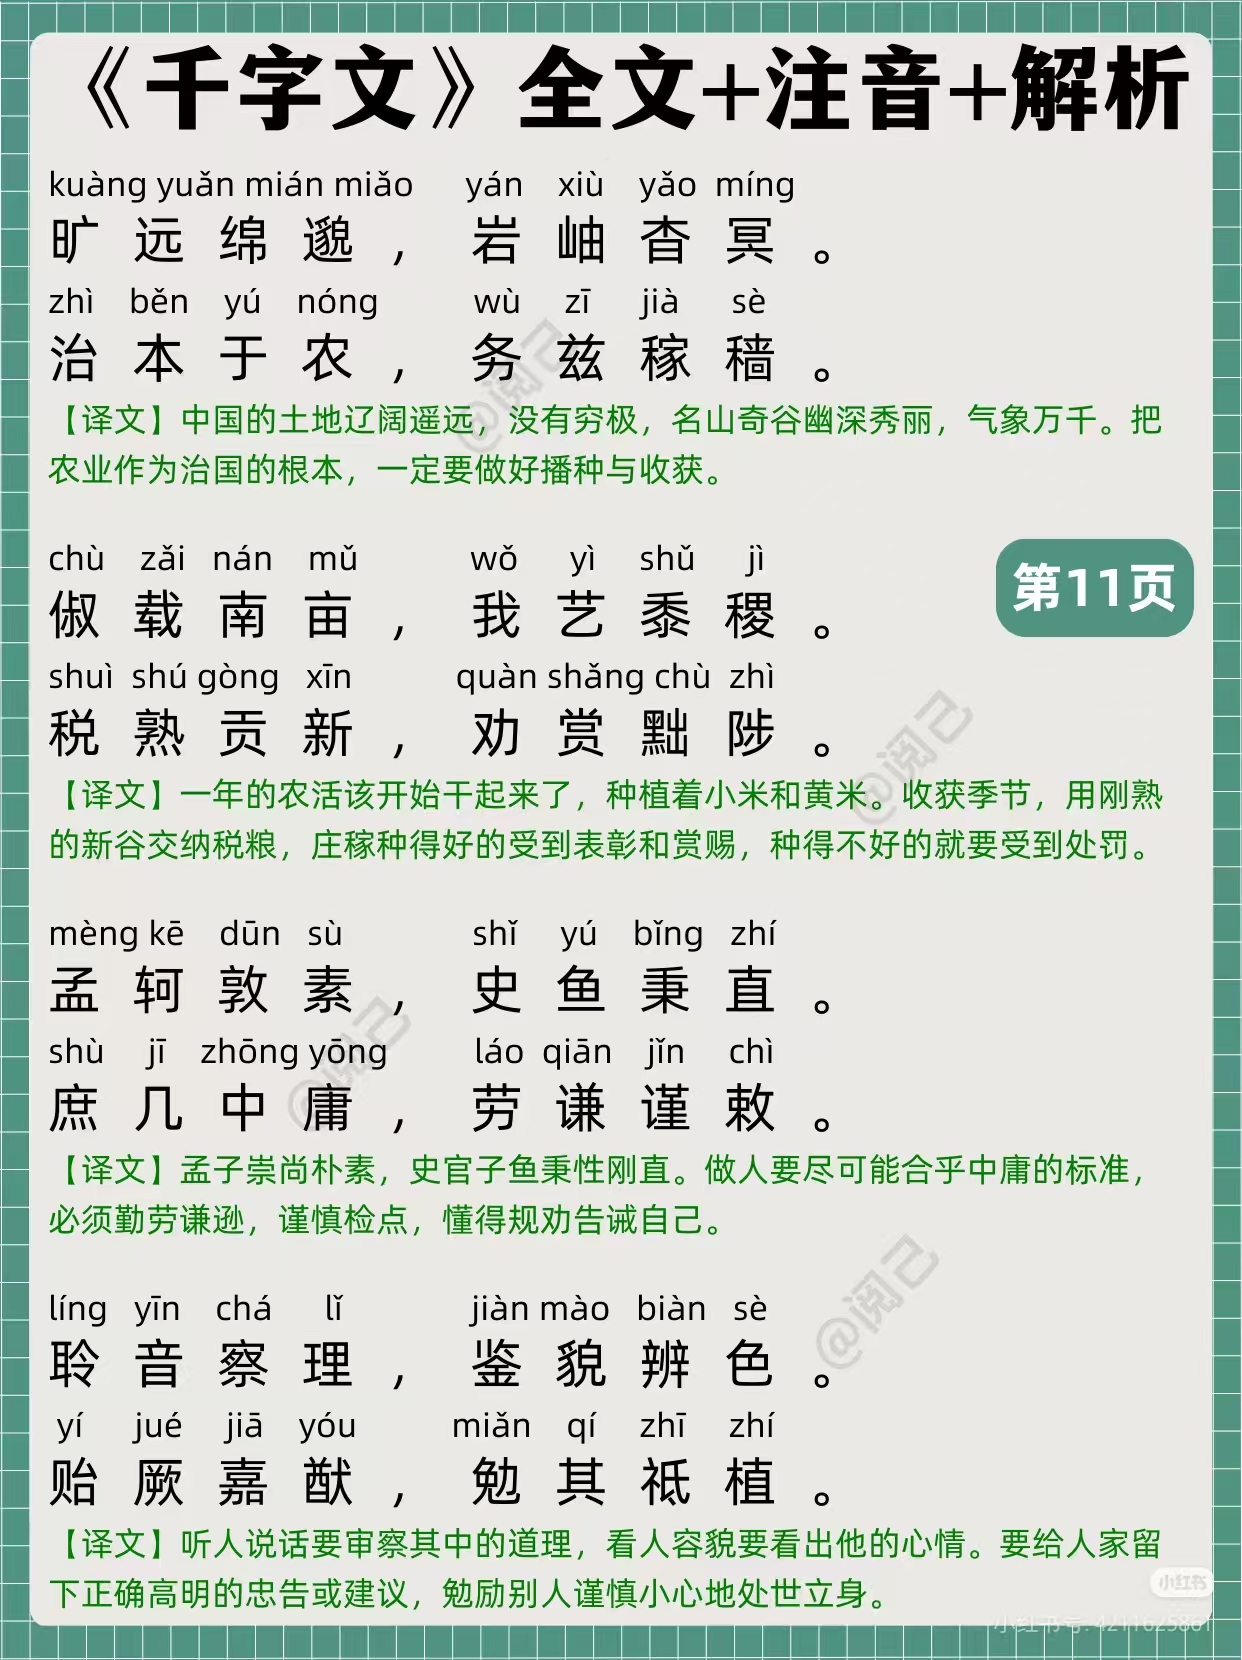 《千字文》全文+注音+解析
kuàng yuǎn mián miǎo yán xiù yǎo míng
旷远绵邈，岩岫杳冥。
zhì běn yú nóng wù zī jià sè
治本于农，务兹稼穑。
【译文】中国的土地辽阔遥远，没有穷极，名山奇谷幽深秀丽，气象万千。把
农业作为治国的根本，一定要做好播种与收获。
chù zǎi nán mǔ wǒ yì shǔ jì
俶载南亩，我艺黍稷。
第11页
shuì shú gòng xīn quàn shǎng chù zhì
税熟贡新，劝赏黜陟。
【译文】一年的农活该开始干起来了，种植着小米和黄米。收获季节，用刚熟
的新谷交纳税粮，庄稼种得好的受到表彰和赏赐，种得不好的就要受到处罚。
mèng kē dūn sù shǐ yú bǐng zhí
孟轲敦素，史鱼秉直。
shù jī zhōng yōng láo qiān jǐn chì
庶几中庸，劳谦谨敕。
【译文】孟子崇尚朴素，史官子鱼秉性刚直。做人要尽可能合乎中庸的标准，
必须勤劳谦逊，谨慎检点，懂得规劝告诫自己。
líng yīn chá lǐ jiàn mào biàn sè
聆音察理，鉴貌辨色。
yí jué jiā yóu miǎn qí zhī zhí
贻厥嘉猷，勉其祗植。
【译文】听人说话要审察其中的道理，看人容貌要看出他的心情。要给人家留
下正确高明的忠告或建议，勉励别人谨慎小心地处世立身。
@阅己
@阅己
@阅己
@阅己
小红书
小红书号: 4211625861